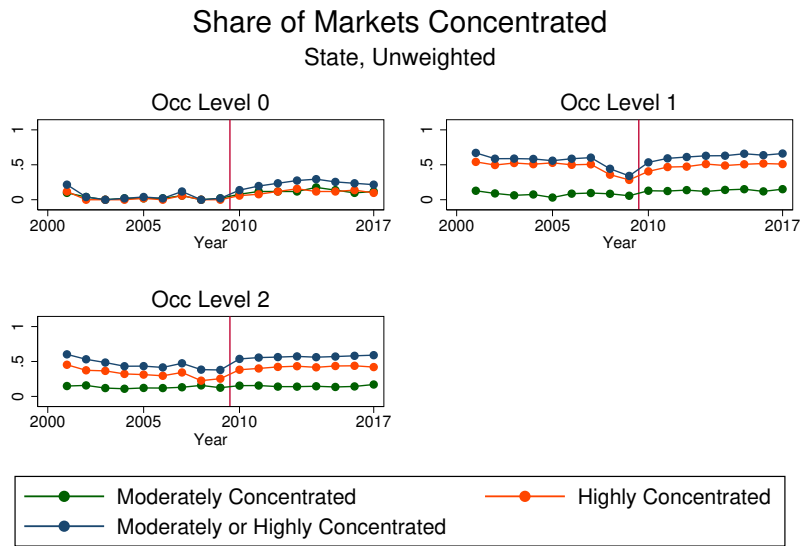 Share of Markets Concentrated
State, Unweighted
Occ Level 0
0 .5 1
2000 2005 2010 2017
Year
Occ Level 1
0 .5 1
2000 2005 2010 2017
Year
Occ Level 2
0 .5 1
2000 2005 2010 2017
Year
Moderately Concentrated
Highly Concentrated
Moderately or Highly Concentrated